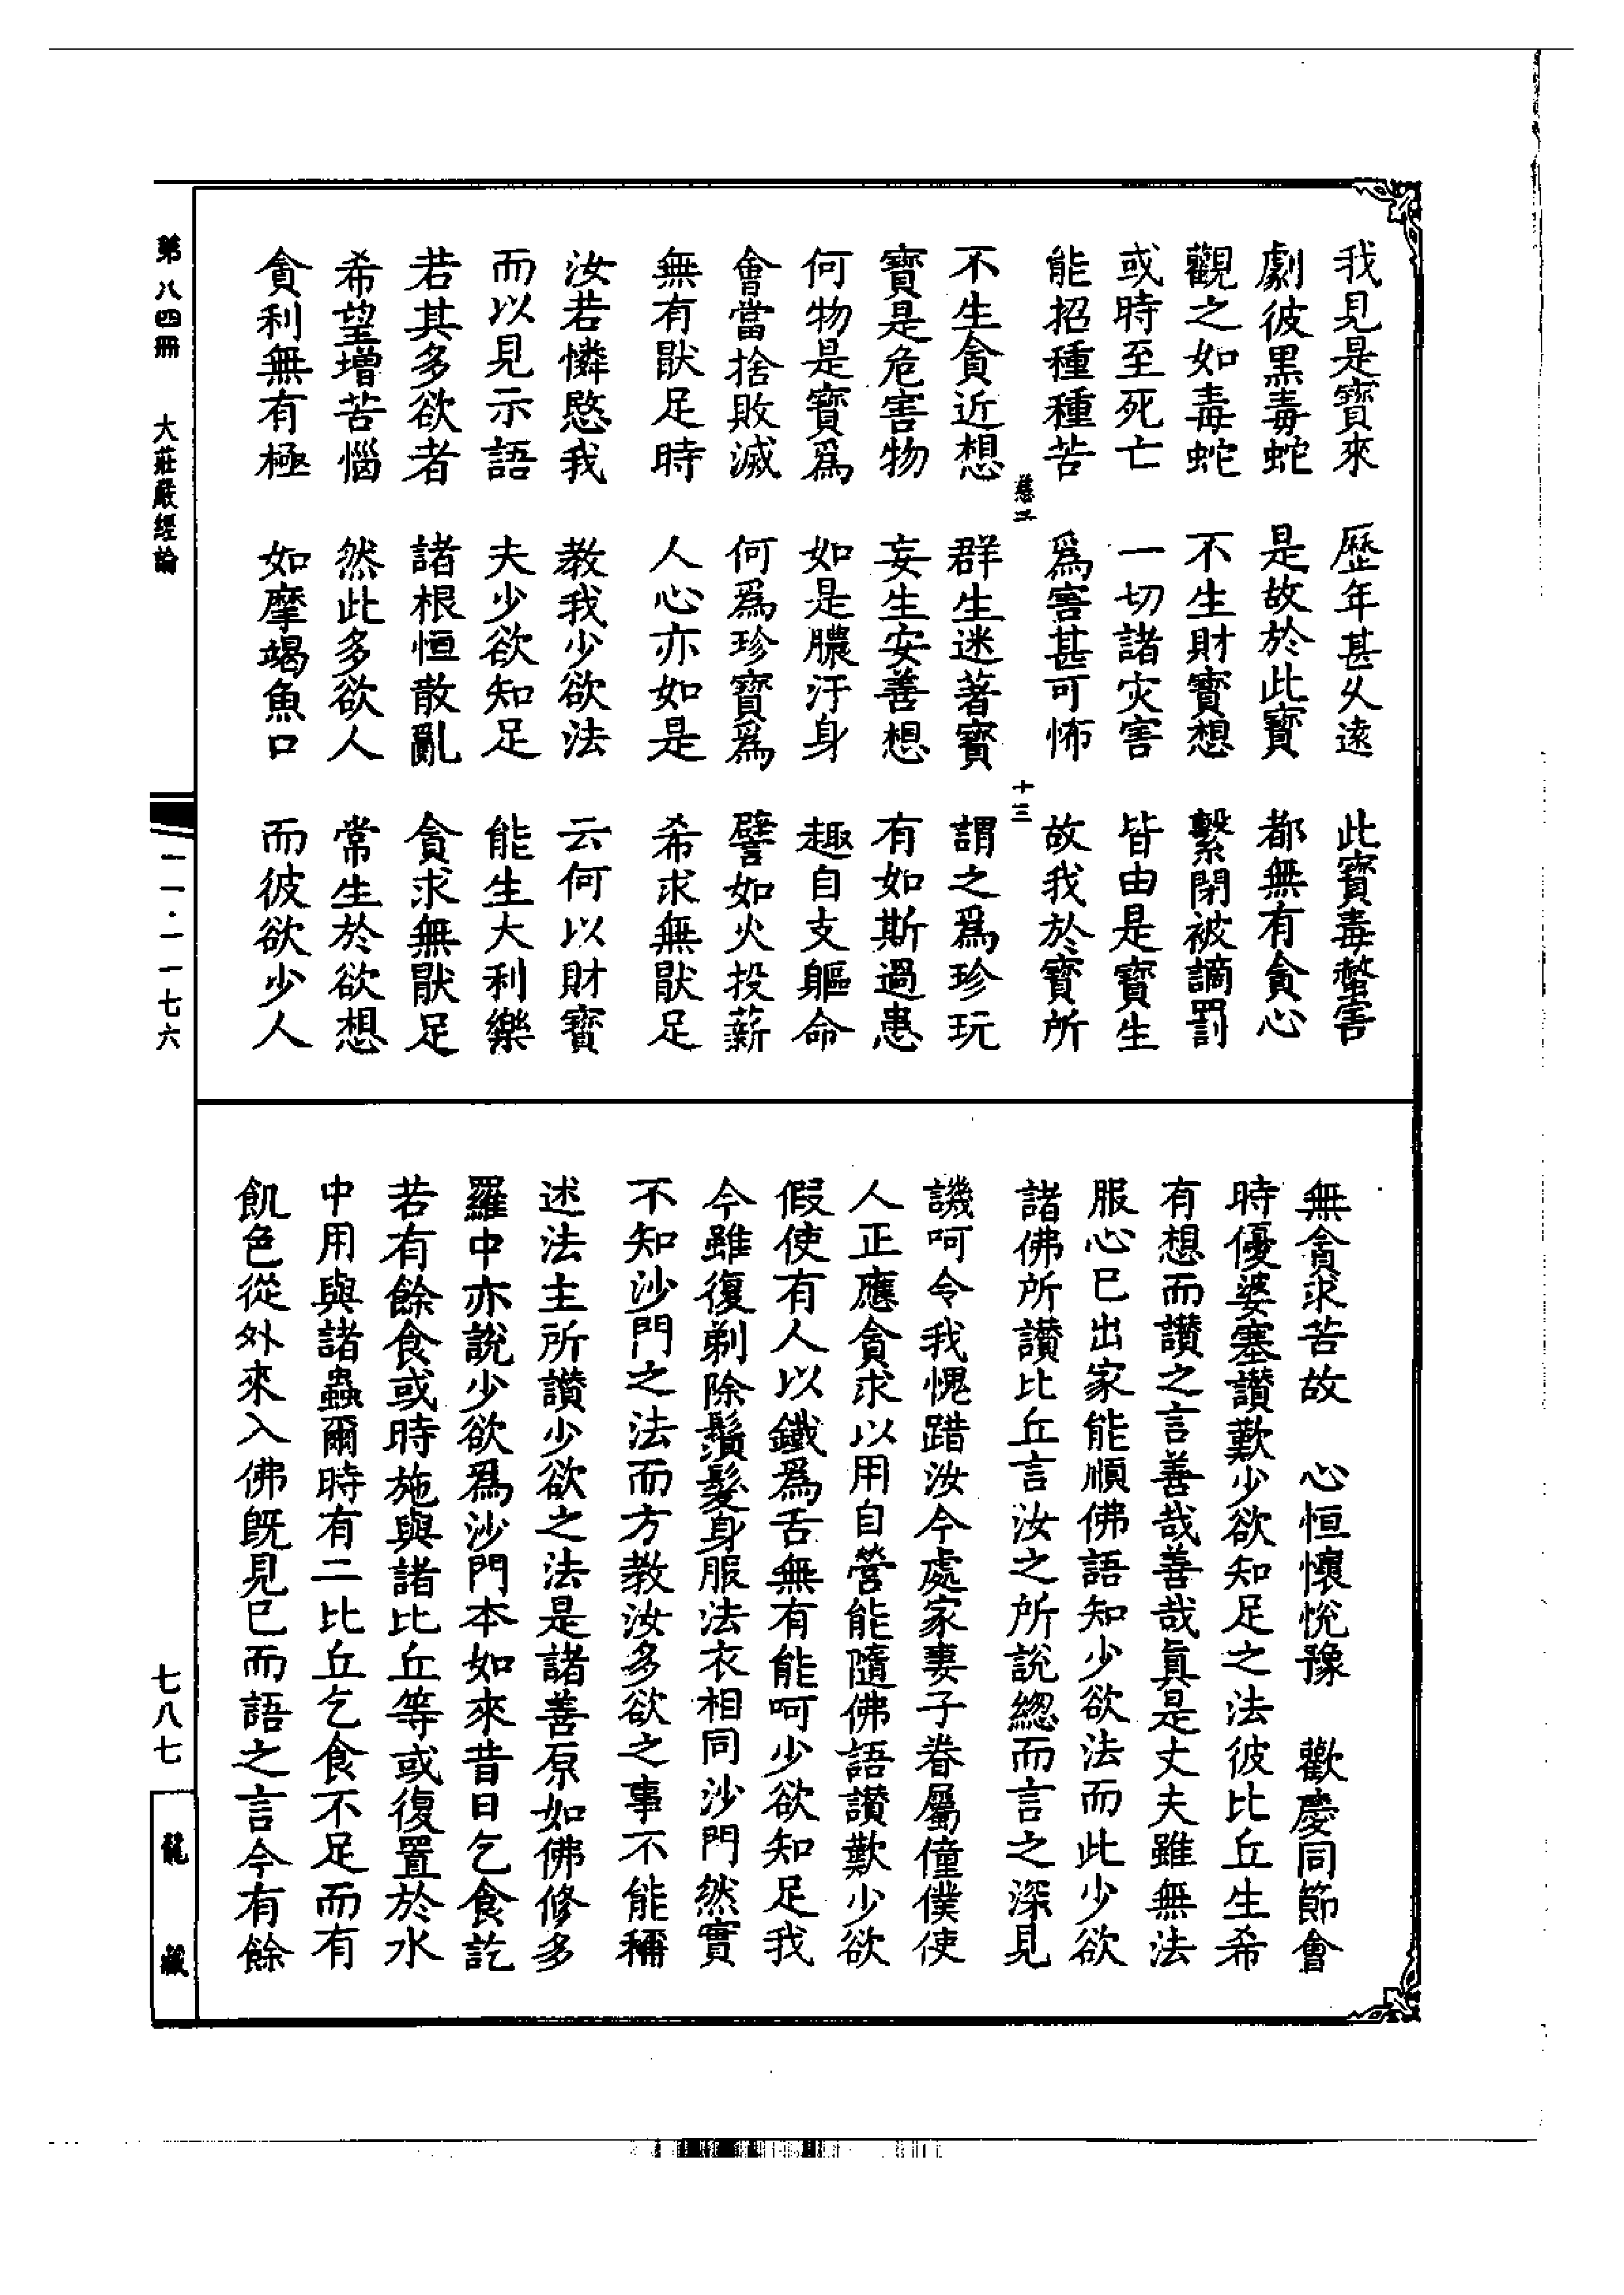 我見是寶來　歷年甚久遠　此寶毒螫害
劇彼黑毒蛇　是故於此寶　都無有貪心
觀之如毒蛇　不生財寶想　繫閉被讁罰
或時至死亡　一切諸灾害　皆由是寶生
能招種種苦　爲害甚可怖　故我於寶所
十三
不生貪近想　群生迷著寶　謂之爲珍玩
寶是危害物　妄生安善想　有如斯過患
何物是寶爲　如是膿汙身　趣自支軀命
會當捨敗滅　何爲珍寶爲　譬如火投薪
無有猒足時　人心亦如是　希求無猒足
汝若憐愍我　教我少欲法　云何以財寶
而以見示語　夫少欲知足　能生大利樂
若其多欲者　諸根恒散亂　貪求無猒足
希望增苦惱　然此多欲人　常生於欲想
貪利無有極　如摩竭魚口　而彼欲少人
無貪求苦故　心恒懷悅豫　歡慶同節會
時優婆塞讃歎少欲知足之法彼比丘生希
有想而讃之言善哉善哉真是丈夫雖無法
服心已出家能順佛語知少欲法而此少欲
諸佛所讃比丘言汝之所說緫而言之深見
譏呵令我愧踖汝今處家妻子眷屬僮僕使
人正應貪求以用自營能隨佛語讃歎少欲
假使有人以鐵爲舌無有能呵少欲知足我
今雖復剃除鬚髮身服法衣相同沙門然實
不知沙門之法而方教汝多欲之事不能稱
述法主所讃少欲之法是諸善原如佛修多
羅中亦說少欲爲沙門本如來昔日乞食訖
若有餘食或時施與諸比丘等或復置於水
中用與諸蟲爾時有二比丘乞食不足而有
飢色從外來入佛旣見已而語之言今有餘
第八四冊　大莊嚴經論
一一·一一七六
七八七
龍藏